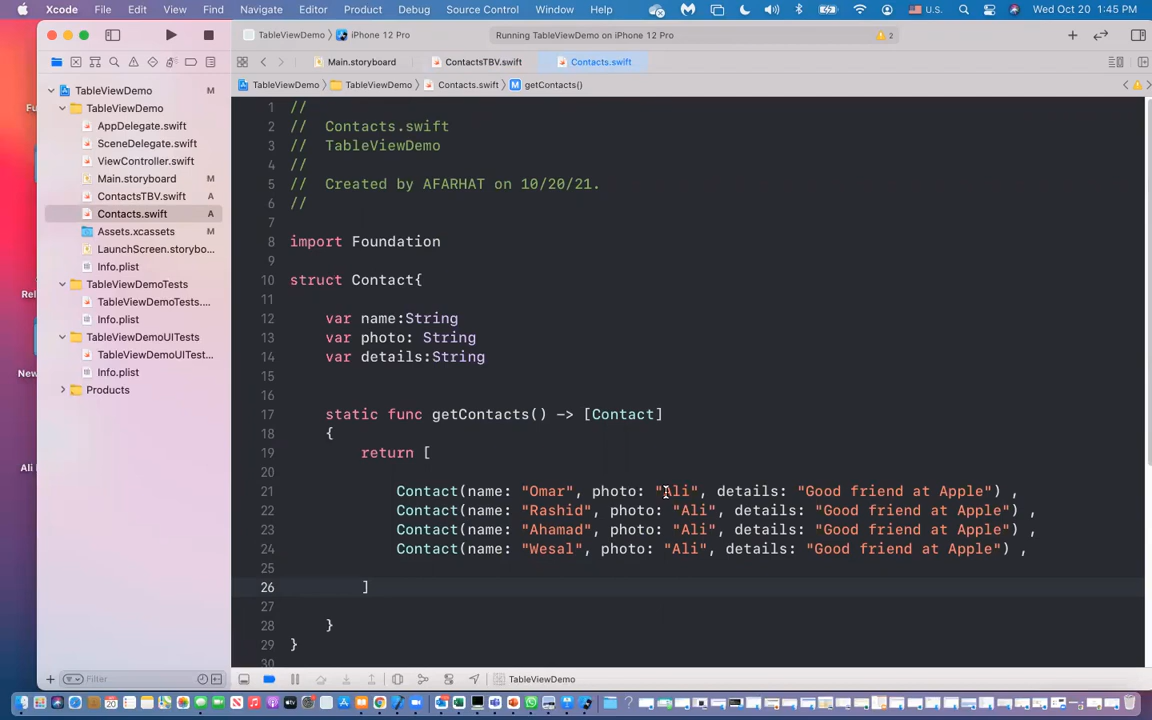 Xcode File Edit View Find Navigate Editor Product Debug Source Control Window Help U.S. Wed Oct 20 1:45 PM
TableViewDemo iPhone 12 Pro Running TableViewDemo on iPhone 12 Pro 2
Main.storyboard ContactsTBV.swift Contacts.swift
TableViewDemo TableViewDemo Contacts.swift M getContacts()
TableViewDemo M
TableViewDemo
AppDelegate.swift
SceneDelegate.swift
ViewController.swift
Main.storyboard M
ContactsTBV.swift A
Contacts.swift A
Assets.xcassets M
LaunchScreen.storybo...
Info.plist
TableViewDemoTests
TableViewDemoTests....
Info.plist
TableViewDemoUITests
TableViewDemoUITest...
Info.plist
Products
Filter
1 //
2 // Contacts.swift
3 // TableViewDemo
4 //
5 // Created by AFARHAT on 10/20/21.
6 //
7
8 import Foundation
9
10 struct Contact{
11
12 var name:String
13 var photo: String
14 var details:String
15
16
17 static func getContacts() -> [Contact]
18 {
19 return [
20
21 Contact(name: "Omar", photo: "Ali", details: "Good friend at Apple") ,
22 Contact(name: "Rashid", photo: "Ali", details: "Good friend at Apple") ,
23 Contact(name: "Ahamad", photo: "Ali", details: "Good friend at Apple") ,
24 Contact(name: "Wesal", photo: "Ali", details: "Good friend at Apple") ,
25
26 ]
27
28 }
29 }
30
TableViewDemo